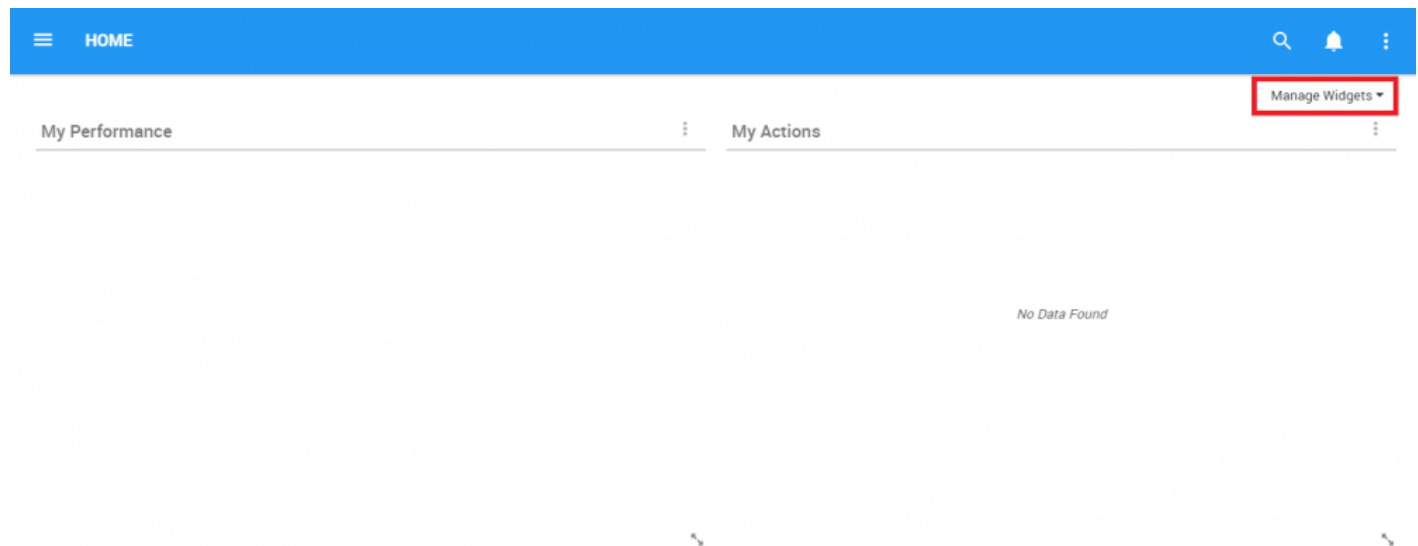 HOME
Manage Widgets
My Performance
My Actions
No Data Found